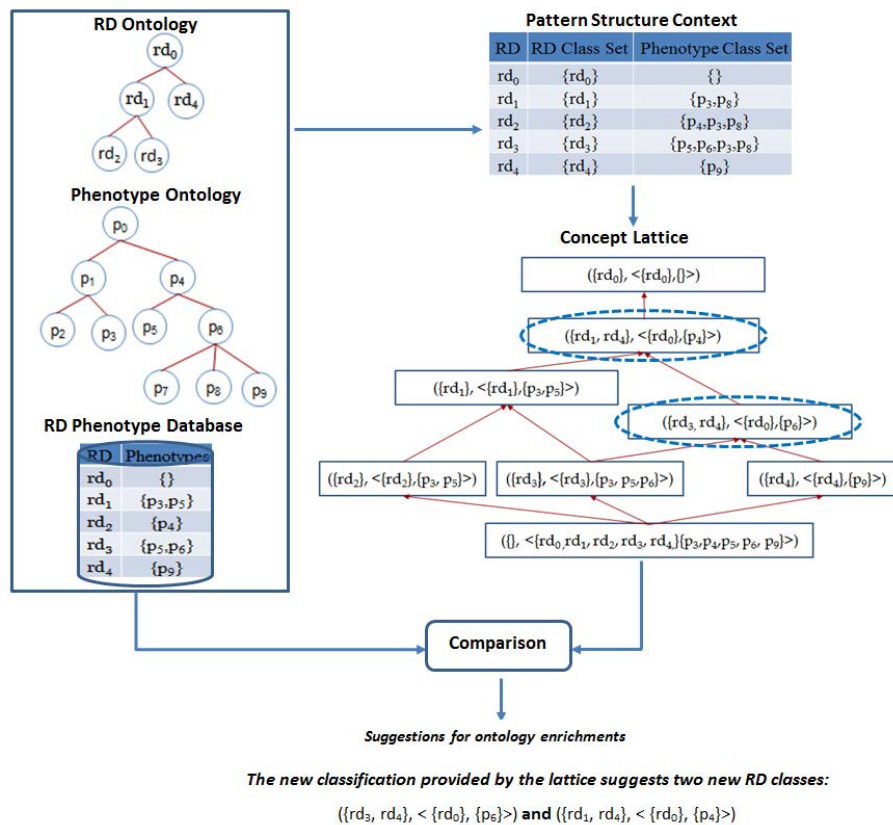 RD Ontology
rd0
rd1
rd4
rd2
rd3
Phenotype Ontology
p0
p1
p4
p2
p3
p5
p6
p7
p8
p9
RD Phenotype Database
RD Phenotypes
rd0 {}
rd1 {p3,p5}
rd2 {p4}
rd3 {p5,p6}
rd4 {p9}
Pattern Structure Context
RD RD Class Set Phenotype Class Set
rd0 {rd0} {}
rd1 {rd1} {p3,p8}
rd2 {rd2} {p4,p3,p8}
rd3 {rd3} {p5,p6,p3,p8}
rd4 {rd4} {p9}
Concept Lattice
({rd0}, <{rd0},{}>)
({rd1, rd4}, <{rd0},{p4}>)
({rd1}, <{rd1},{p3,p5}>)
({rd3, rd4}, <{rd0},{p6}>)
({rd2}, <{rd2},{p3, p5}>)
({rd3}, <{rd3},{p3, p5,p6}>)
({rd4}, <{rd4},{p9}>)
({}, <{rd0,rd1, rd2, rd3, rd4,}{p3,p4,p5, p6, p9}>)
Comparison
Suggestions for ontology enrichments
The new classification provided by the lattice suggests two new RD classes:
({rd3, rd4}, < {rd0}, {p6}>) and ({rd1, rd4}, < {rd0}, {p4}>)